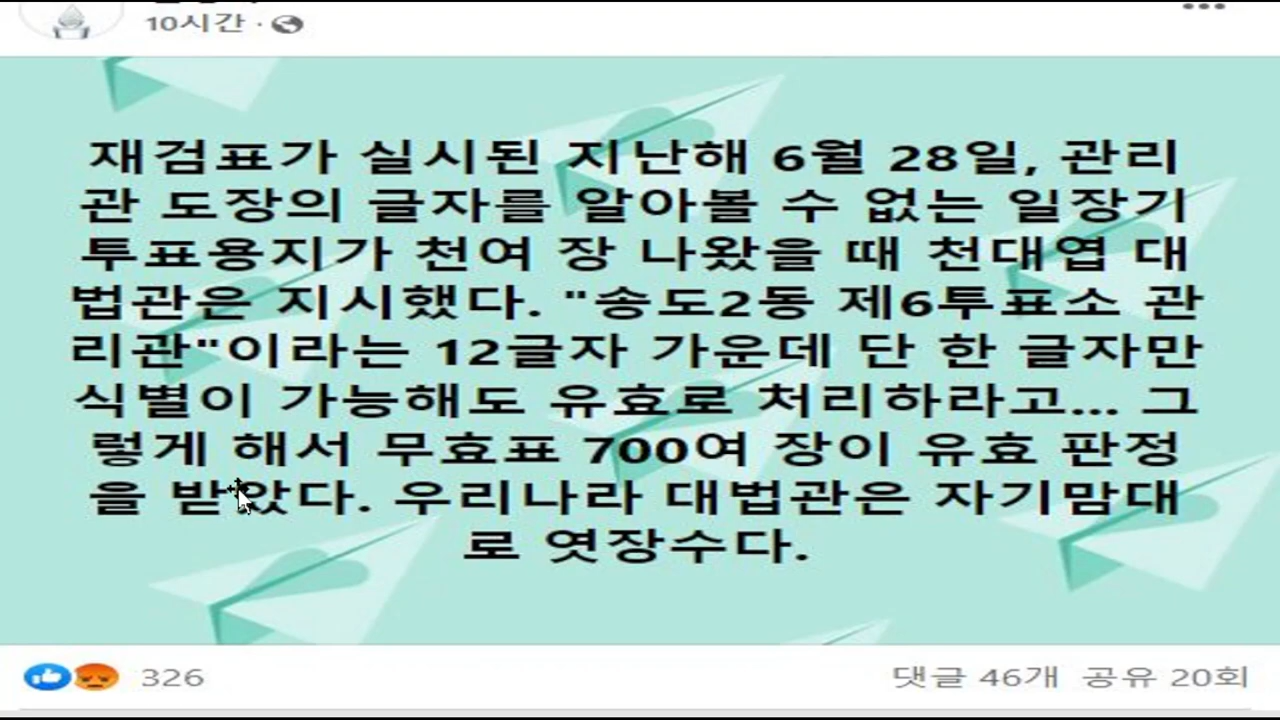 10시간 ·
재검표가 실시된 지난해 6월 28일, 관리
관 도장의 글자를 알아볼 수 없는 일장기
투표용지가 천여 장 나왔을 때 천대엽 대
법관은 지시했다. "송도2동 제6투표소 관
리관"이라는 12글자 가운데 단 한 글자만
식별이 가능해도 유효로 처리하라고... 그
렇게 해서 무효표 700여 장이 유효 판정
을 받았다. 우리나라 대법관은 자기맘대
로 엿장수다.
326
댓글 46개 공유 20회